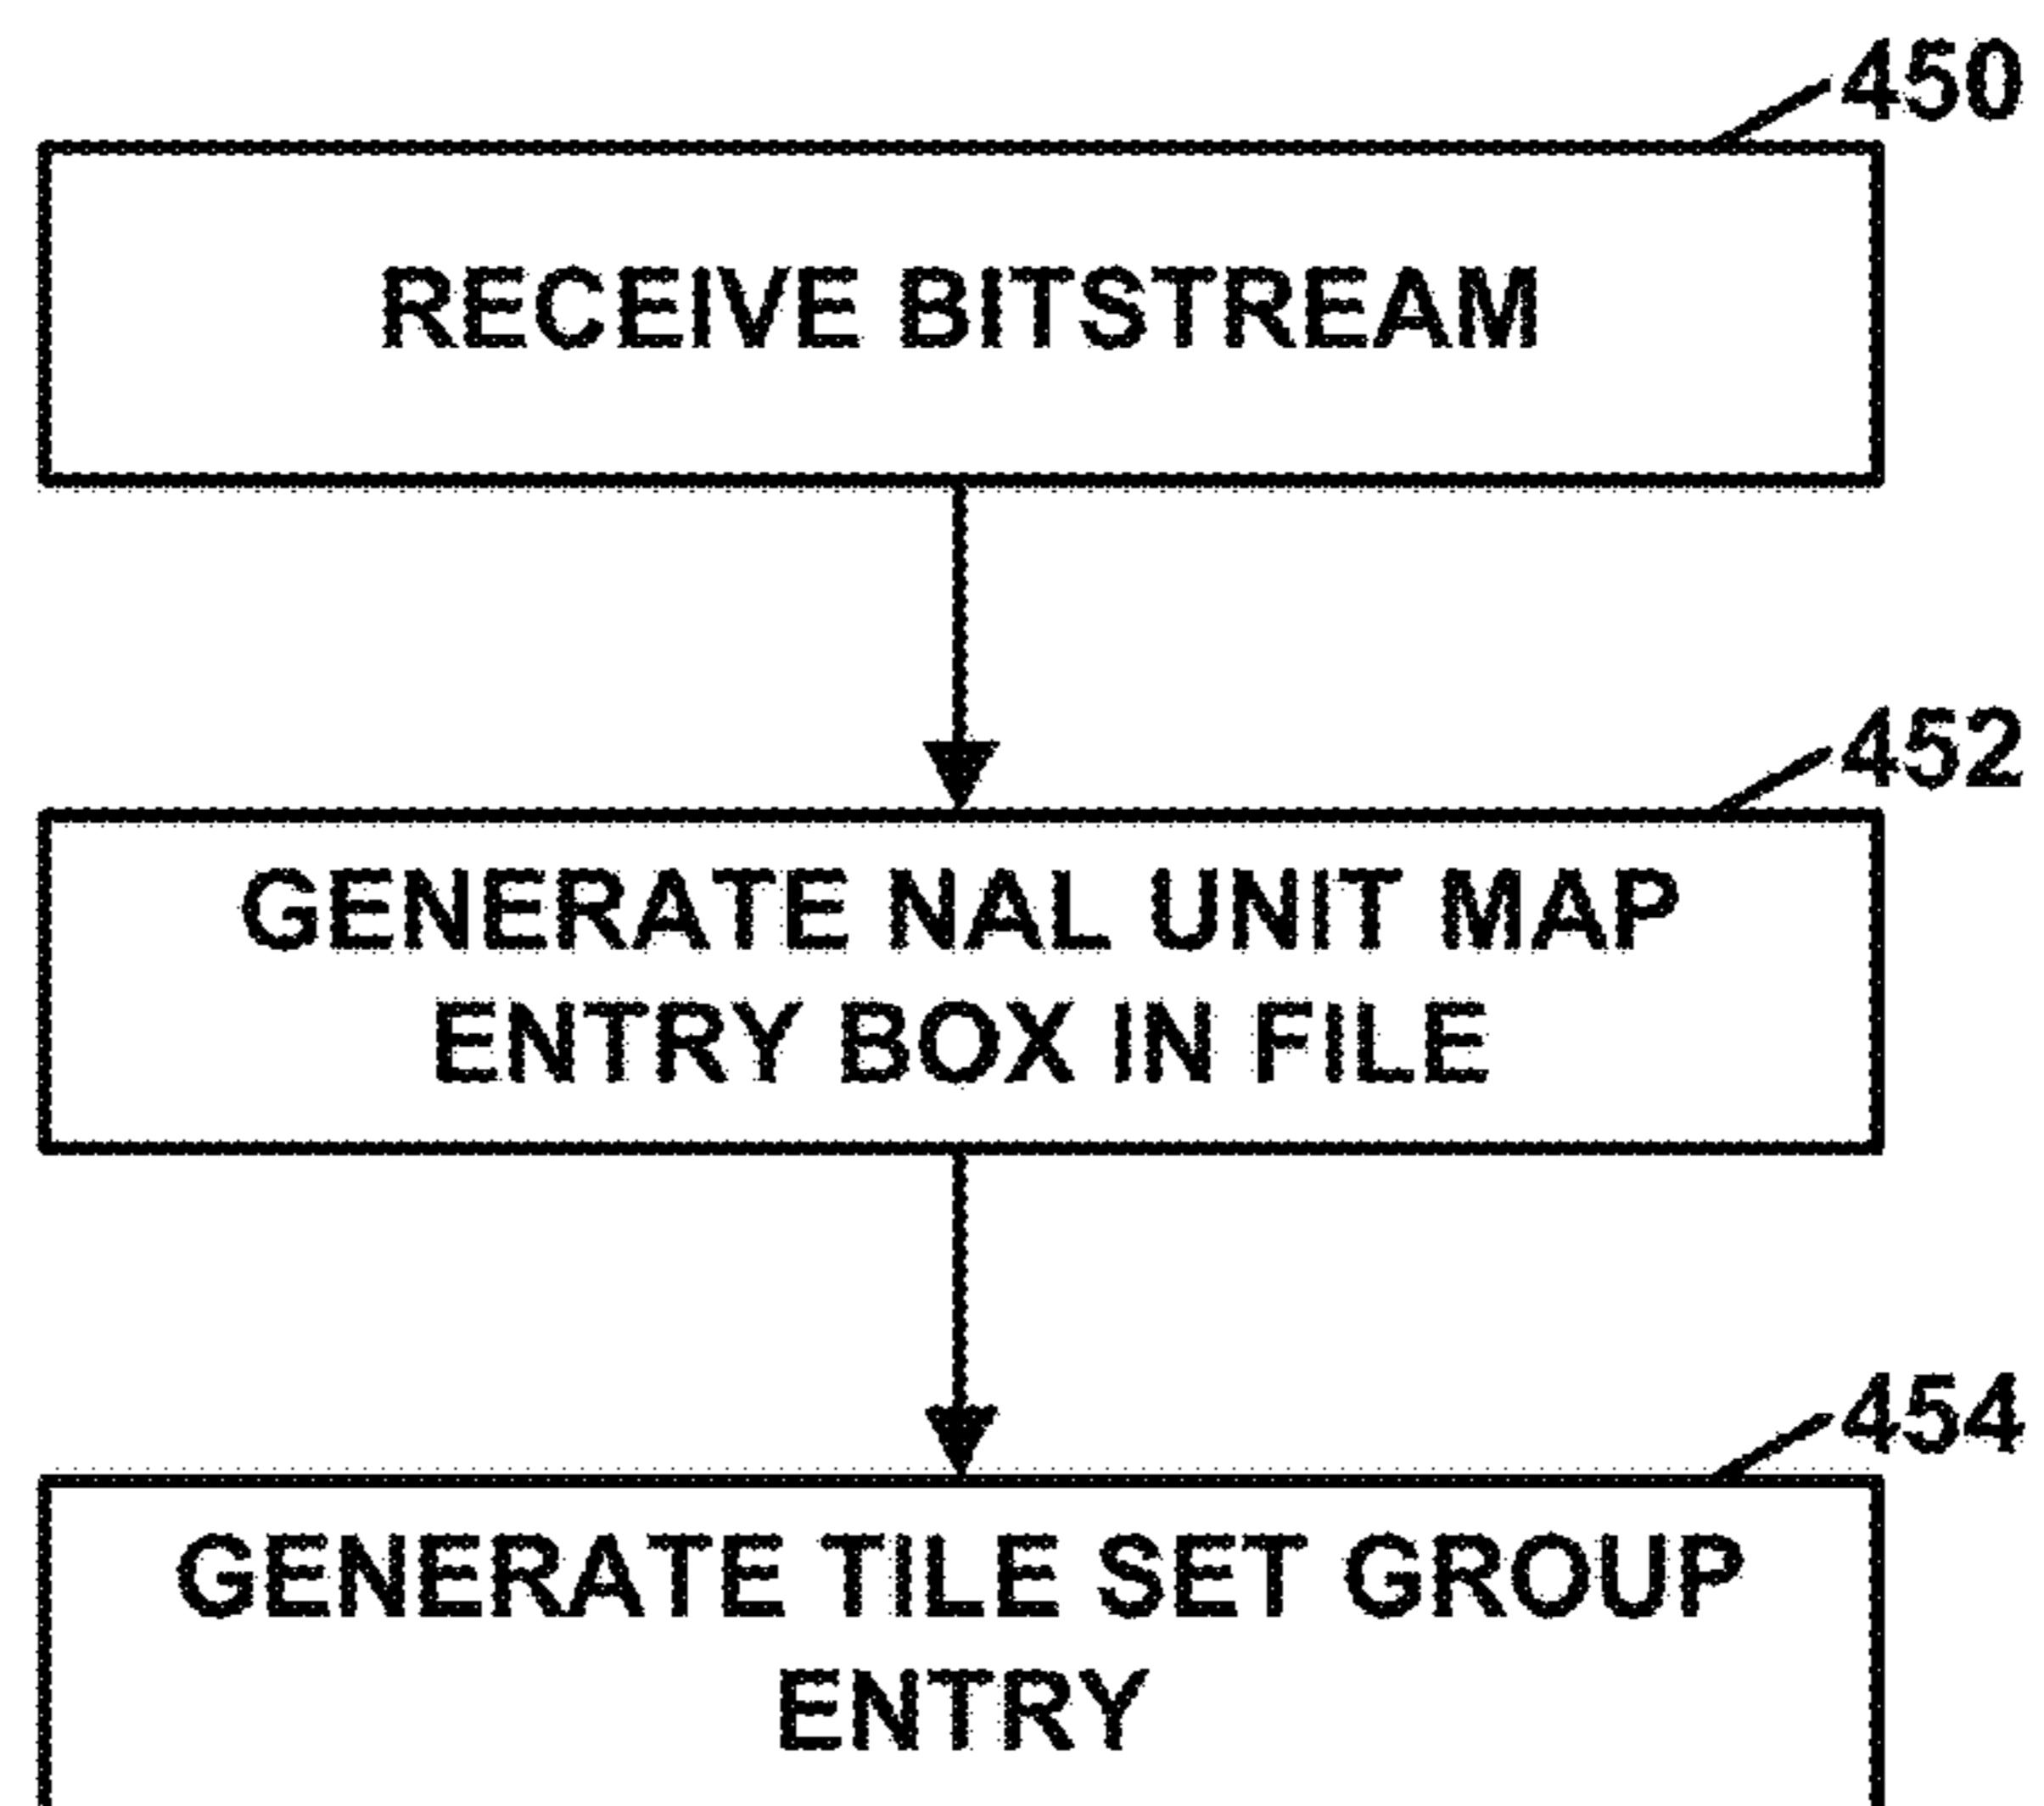 450
RECEIVE BITSTREAM
452
GENERATE NAL UNIT MAP
ENTRY BOX IN FILE
454
GENERATE TILE SET GROUP
ENTRY